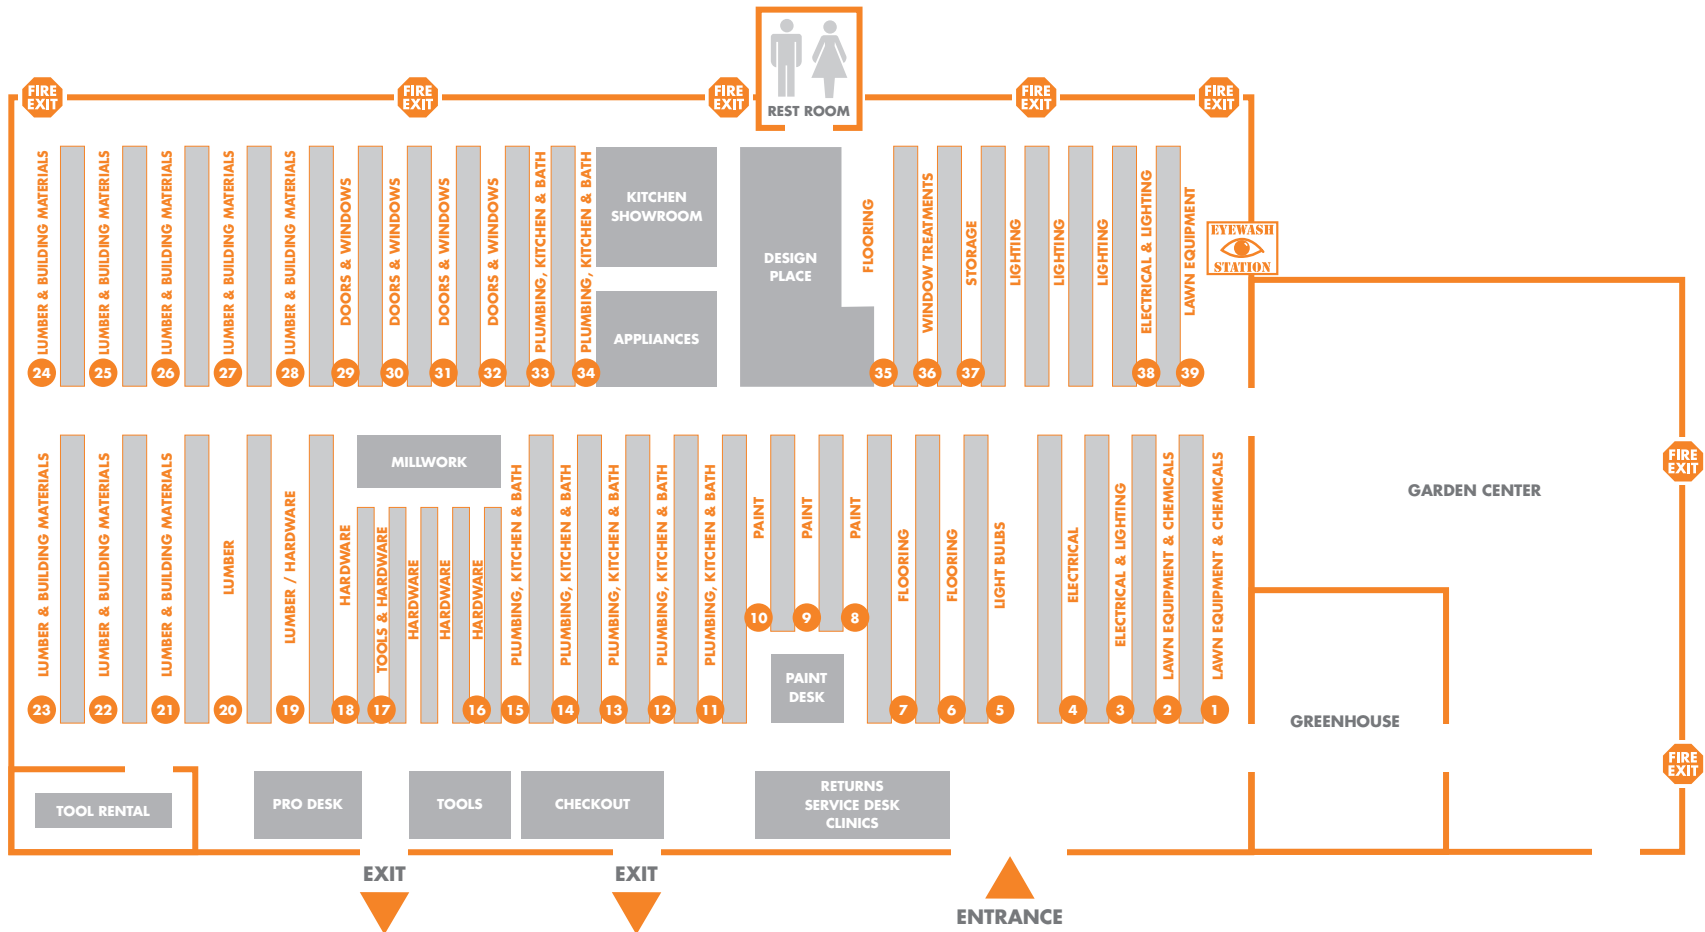 REST ROOM
FIRE
EXIT
FIRE
EXIT
FIRE
EXIT
FIRE
EXIT
FIRE
EXIT
LUMBER & BUILDING MATERIALS
24
LUMBER & BUILDING MATERIALS
25
LUMBER & BUILDING MATERIALS
26
LUMBER & BUILDING MATERIALS
27
LUMBER & BUILDING MATERIALS
28
DOORS & WINDOWS
29
DOORS & WINDOWS
30
DOORS & WINDOWS
31
DOORS & WINDOWS
32
PLUMBING, KITCHEN & BATH
33
PLUMBING, KITCHEN & BATH
34
KITCHEN
SHOWROOM
APPLIANCES
DESIGN
PLACE
FLOORING
35
WINDOW TREATMENTS
36
STORAGE
37
LIGHTING
LIGHTING
LIGHTING
ELECTRICAL & LIGHTING
38
LAWN EQUIPMENT
39
EYEWASH
STATION
LUMBER & BUILDING MATERIALS
23
LUMBER & BUILDING MATERIALS
22
LUMBER & BUILDING MATERIALS
21
LUMBER
20
LUMBER / HARDWARE
19
HARDWARE
18
MILLWORK
TOOLS & HARDWARE
17
HARDWARE
HARDWARE
HARDWARE
16
PLUMBING, KITCHEN & BATH
15
PLUMBING, KITCHEN & BATH
14
PLUMBING, KITCHEN & BATH
13
PLUMBING, KITCHEN & BATH
12
PLUMBING, KITCHEN & BATH
11
PAINT
10
PAINT
9
PAINT
8
PAINT
DESK
FLOORING
7
FLOORING
6
LIGHT BULBS
5
ELECTRICAL
4
ELECTRICAL & LIGHTING
3
LAWN EQUIPMENT & CHEMICALS
2
LAWN EQUIPMENT & CHEMICALS
1
GARDEN CENTER
FIRE
EXIT
GREENHOUSE
FIRE
EXIT
TOOL RENTAL
PRO DESK
TOOLS
CHECKOUT
RETURNS
SERVICE DESK
CLINICS
EXIT
EXIT
ENTRANCE